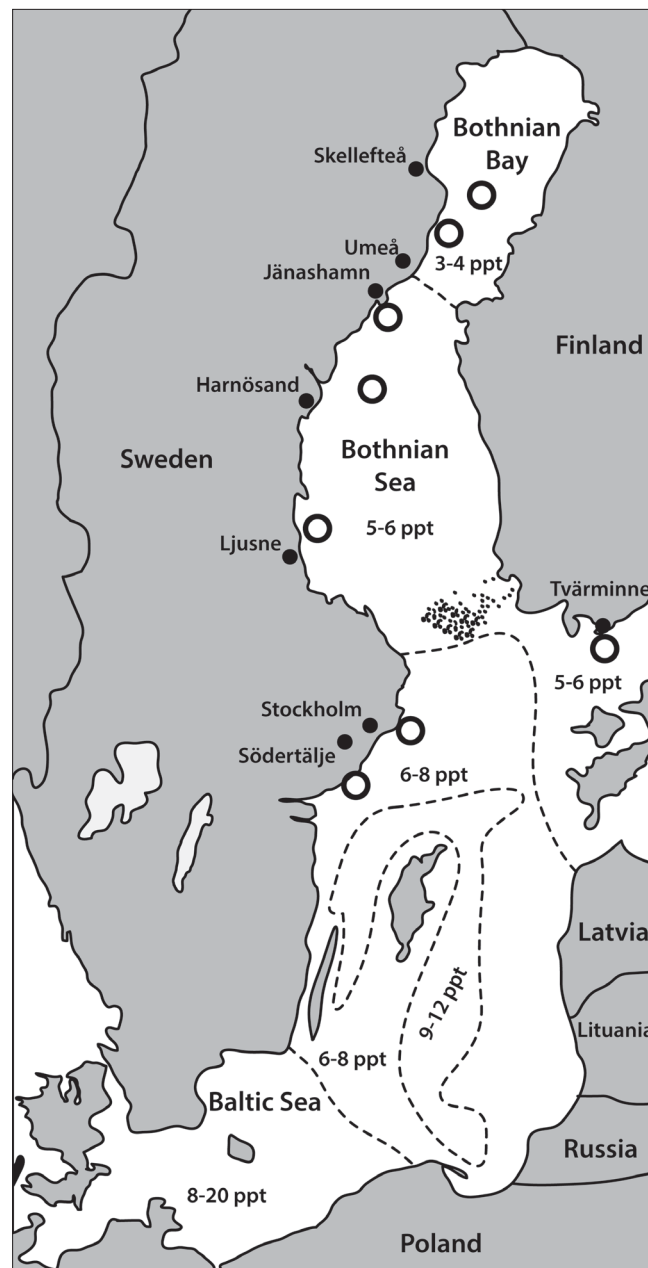 Bothnian
Bay
Skellefteå
Umeå
3-4 ppt
Jänashamn
Finland
Harnösand
Bothnian
Sea
Sweden
5-6 ppt
Ljusne
Tvärminne
5-6 ppt
Stockholm
Södertälje
6-8 ppt
Latvia
9-12 ppt
Lituania
6-8 ppt
Baltic Sea
Russia
8-20 ppt
Poland